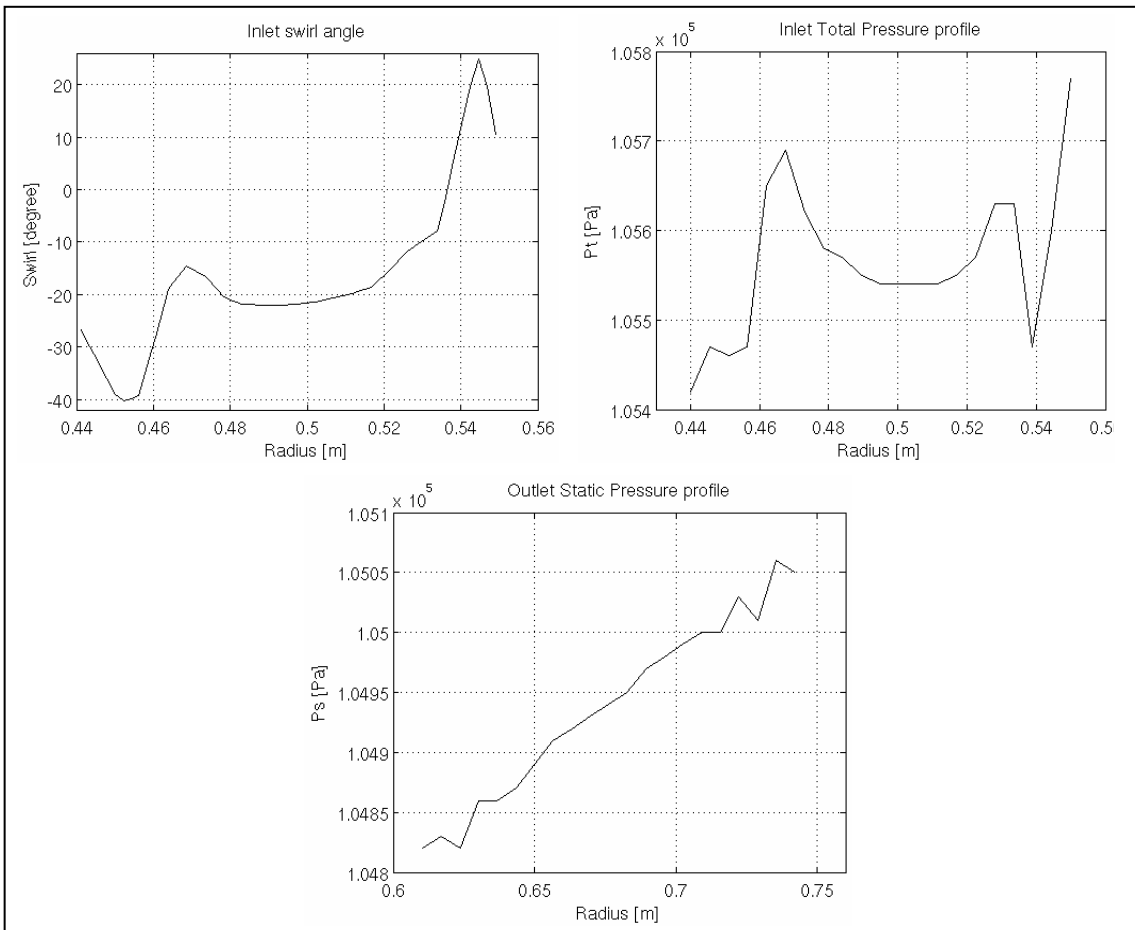 Inlet swirl angle
20
10
0
-10
-20
-30
-40
0.44 0.46 0.48 0.5 0.52 0.54 0.56
Swirl [degree]
Radius [m]
Inlet Total Pressure profile
x 10^5
1.058
1.057
1.056
1.055
1.054
0.44 0.46 0.48 0.5 0.52 0.54 0.5
Pt [Pa]
Radius [m]
Outlet Static Pressure profile
x 10^5
1.051
1.0505
1.05
1.0495
1.049
1.0485
1.048
0.6 0.65 0.7 0.75
Ps [Pa]
Radius [m]